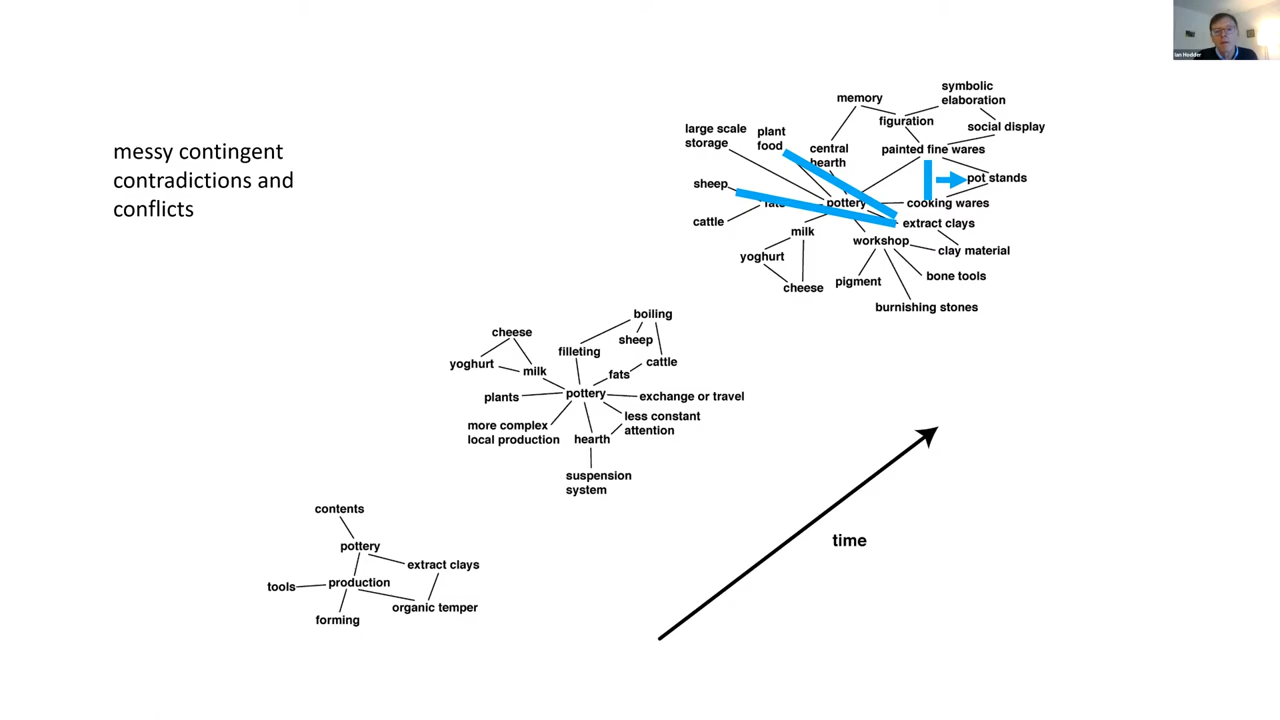 Ian Hodder
messy contingent
contradictions and
conflicts
symbolic
elaboration
memory
figuration
social display
large scale
storage
plant
food
central
hearth
painted fine wares
pot stands
sheep
fats
pottery
cooking wares
cattle
extract clays
milk
workshop
clay material
yoghurt
pigment
bone tools
cheese
burnishing stones
boiling
cheese
sheep
filleting
cattle
yoghurt
milk
fats
plants
pottery
exchange or travel
less constant
attention
more complex
local production
hearth
suspension
system
contents
pottery
extract clays
tools
production
organic temper
forming
time